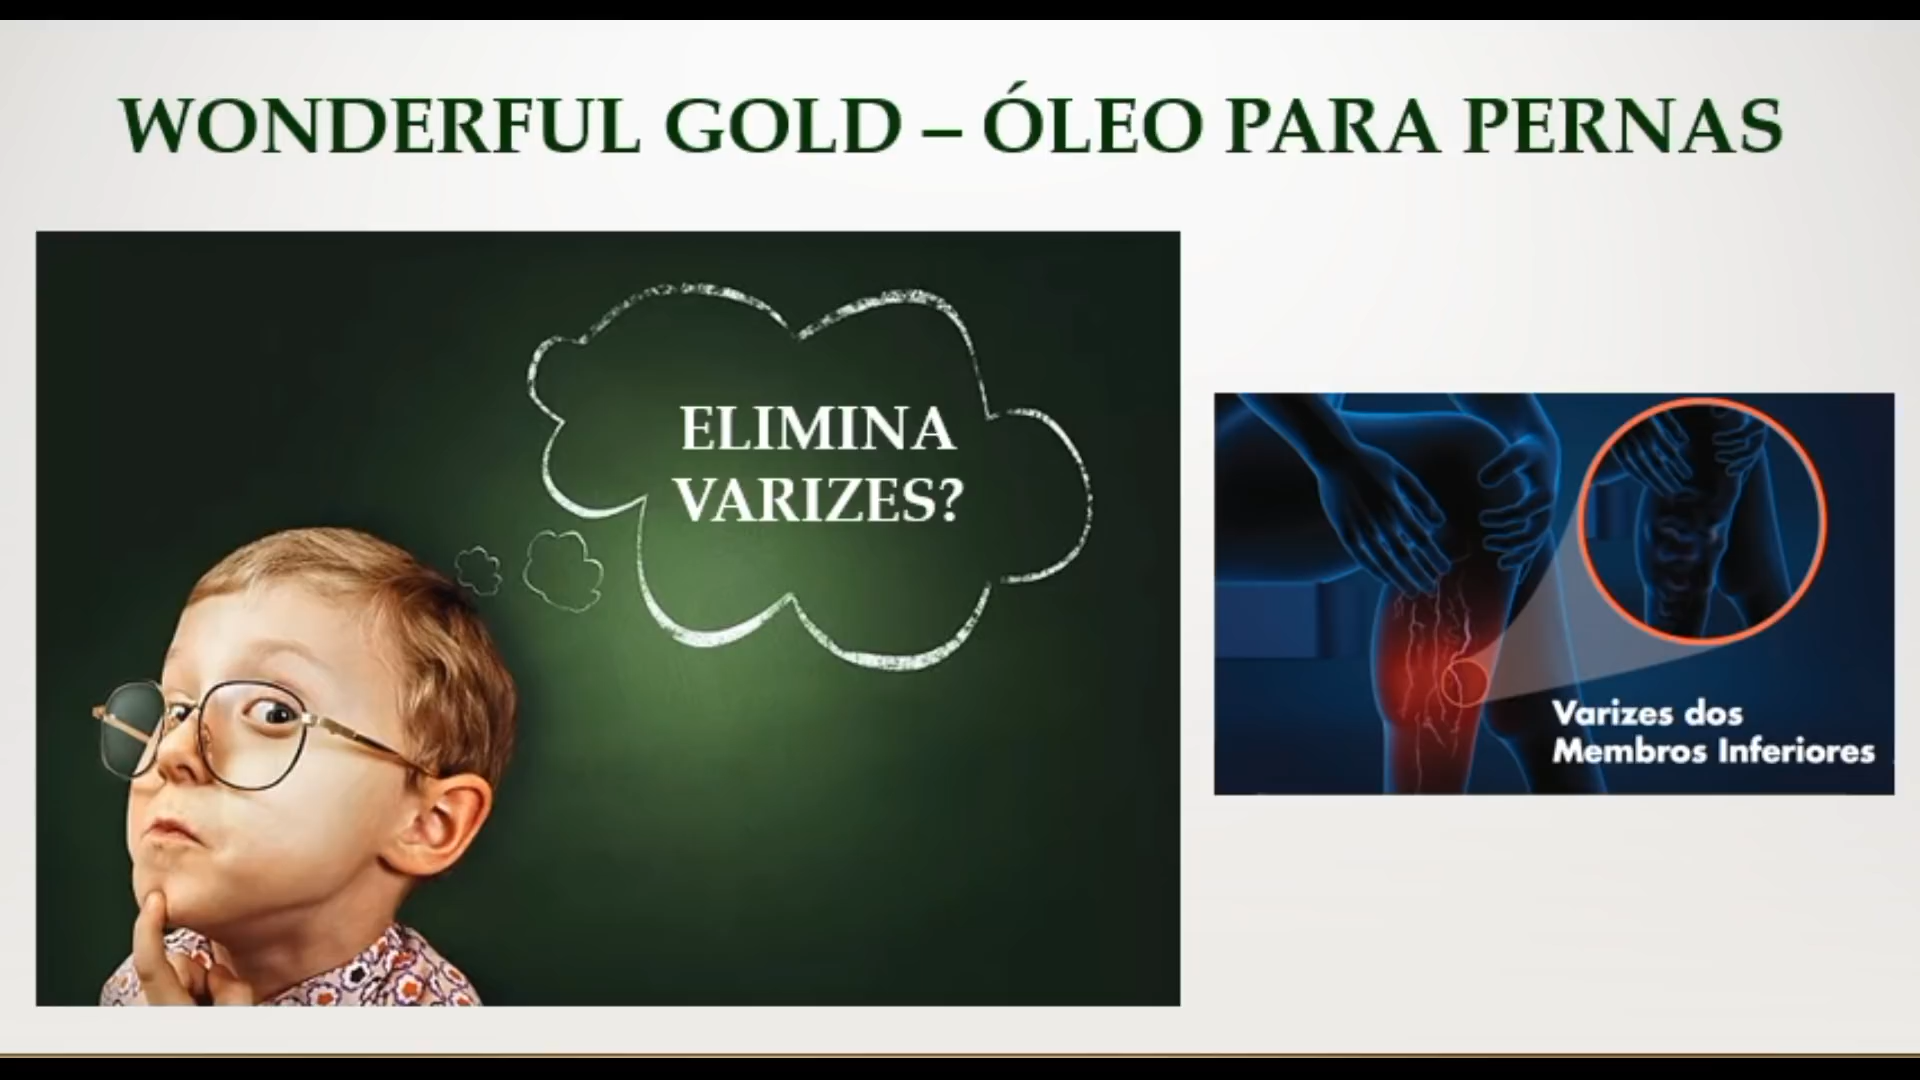 WONDERFUL GOLD – ÓLEO PARA PERNAS
ELIMINA
VARIZES?
Varizes dos
Membros Inferiores